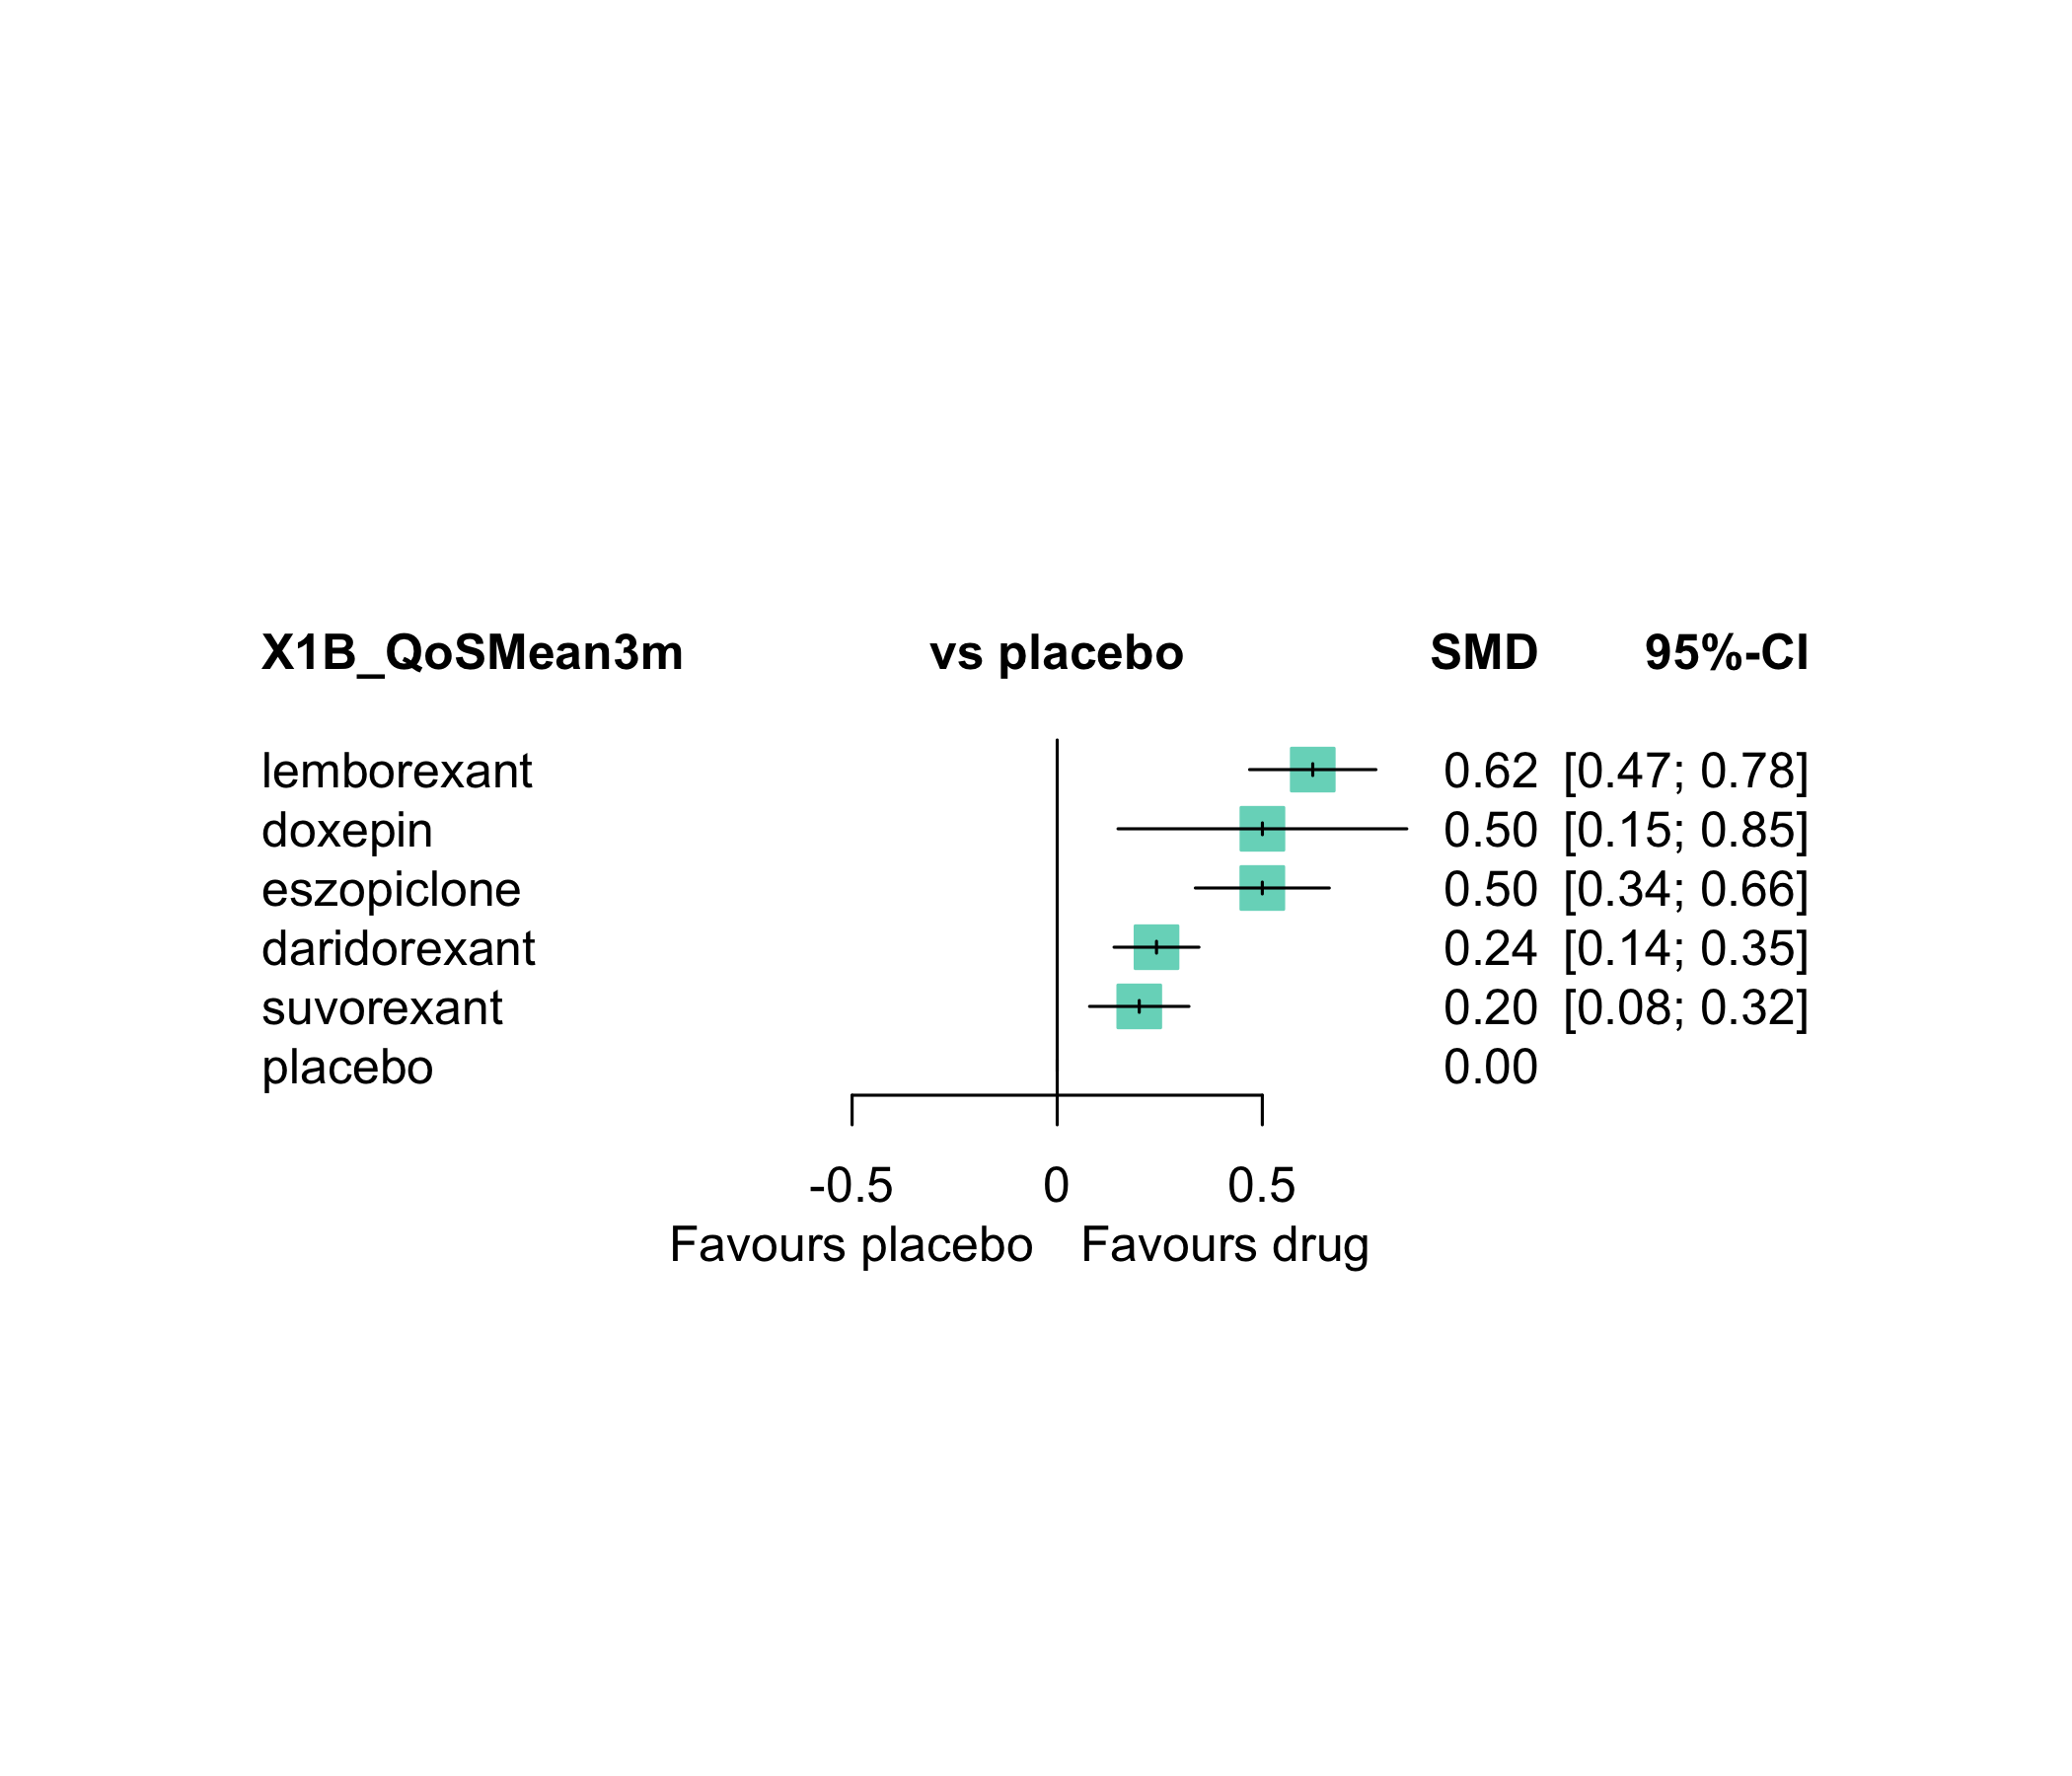 X1B_QoSMean3m vs placebo SMD 95%-CI
lemborexant 0.62 [0.47; 0.78]
doxepin 0.50 [0.15; 0.85]
eszopiclone 0.50 [0.34; 0.66]
daridorexant 0.24 [0.14; 0.35]
suvorexant 0.20 [0.08; 0.32]
placebo 0.00
-0.5 0 0.5
Favours placebo Favours drug